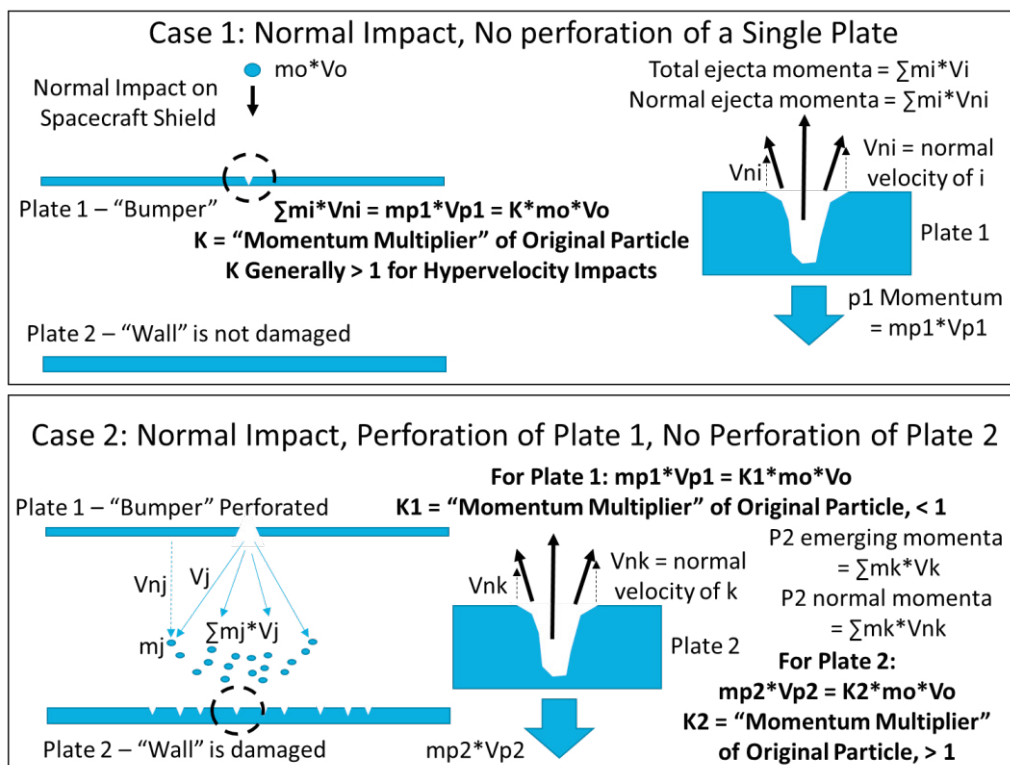 Case 1: Normal Impact, No perforation of a Single Plate
mo*Vo
Normal Impact on
Spacecraft Shield
Total ejecta momenta = ∑mi*Vi
Normal ejecta momenta = ∑mi*Vni
Vni
Vni = normal
velocity of i
Plate 1 – “Bumper”
∑mi*Vni = mp1*Vp1 = K*mo*Vo
K = “Momentum Multiplier” of Original Particle
K Generally > 1 for Hypervelocity Impacts
Plate 1
p1 Momentum
= mp1*Vp1
Plate 2 – “Wall” is not damaged
Case 2: Normal Impact, Perforation of Plate 1, No Perforation of Plate 2
For Plate 1: mp1*Vp1 = K1*mo*Vo
K1 = “Momentum Multiplier” of Original Particle, < 1
Plate 1 – “Bumper” Perforated
Vnj
Vj
∑mj*Vj
mj
Plate 2 – “Wall” is damaged
Vnk
Vnk = normal
velocity of k
Plate 2
mp2*Vp2
P2 emerging momenta
= ∑mk*Vk
P2 normal momenta
= ∑mk*Vnk
For Plate 2:
mp2*Vp2 = K2*mo*Vo
K2 = “Momentum Multiplier”
of Original Particle, > 1